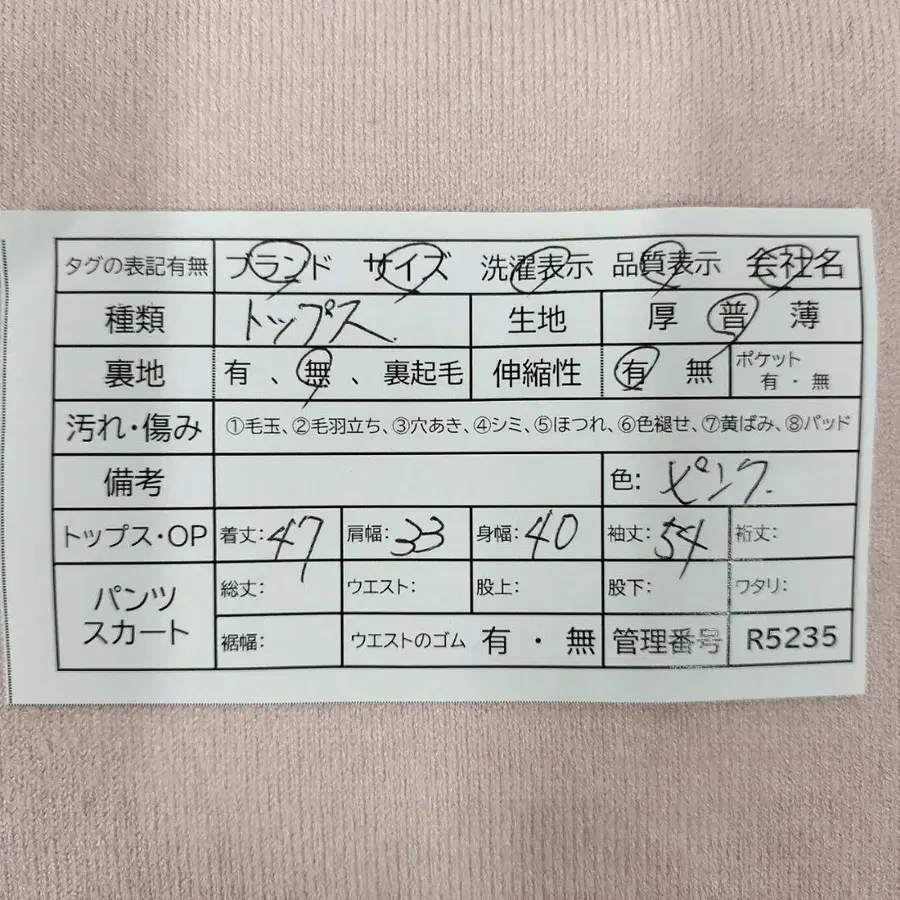 タグの表記有無 ブランド サイズ 洗濯表示 品質表示 会社名
種類 トップス 生地 厚 普 薄
裏地 有 、 無 、 裏起毛 伸縮性 有 無 ポケット 有 ・ 無
汚れ・傷み ①毛玉、②毛羽立ち、③穴あき、④シミ、⑤ほつれ、⑥色褪せ、⑦黄ばみ、⑧パッド
備考 色: ピンク
トップス・OP 着丈: 47 肩幅: 33 身幅: 40 袖丈: 54 裄丈:
パンツ スカート 総丈: ウエスト: 股上: 股下: ワタリ:
裾幅: ウエストのゴム 有 ・ 無 管理番号 R5235